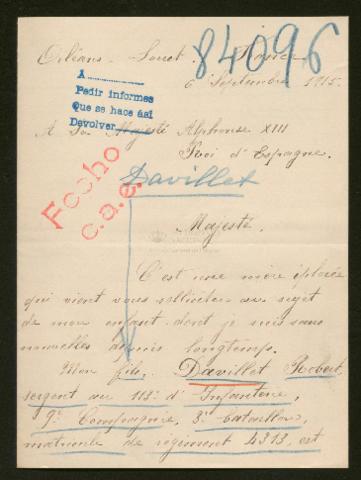 Orléans - Loiret - France
84096
6 Septembre 1915.
A
Pedir informes
Que se hace así
Devolver
A Sa Majesté Alphonse XIII
Roi d'Espagne.
Fecho
c.a.e.
Davillet
Majesté.
C'est une mère éplorée
qui vient vous solliciter au sujet
de mon enfant dont je suis sans
nouvelles depuis longtemps.
Mon fils, Davillet Robert,
sergent au 113e d'Infanterie,
9e Compagnie, 3e bataillon,
matricule de régiment 4313, est